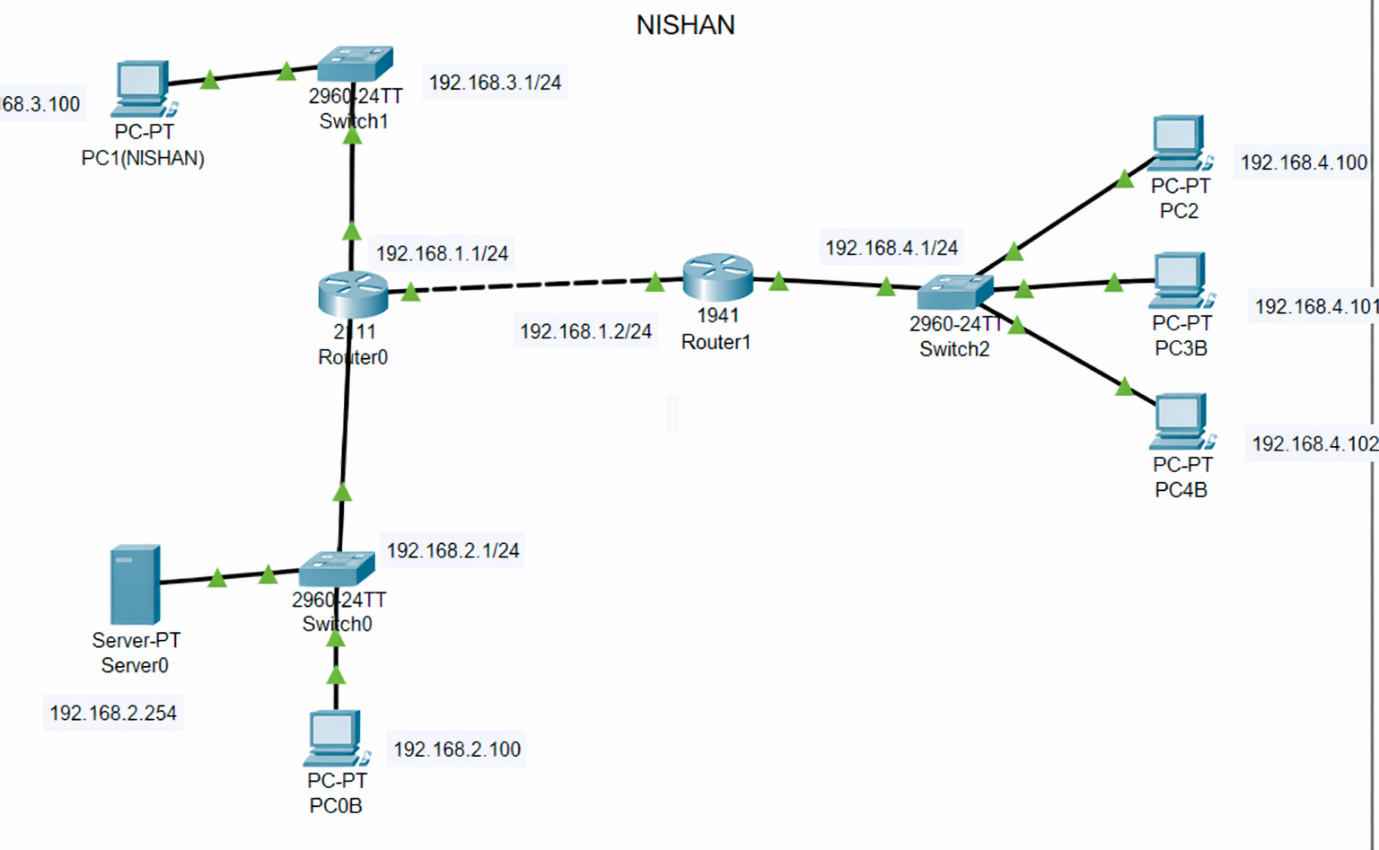 NISHAN
192.168.3.1/24
2960-24TT
Switch1
68.3.100
PC-PT
PC1(NISHAN)
192.168.4.100
PC-PT
PC2
192.168.1.1/24
192.168.4.1/24
Router0
192.168.1.2/24
1941
Router1
2960-24TT
Switch2
192.168.4.101
PC-PT
PC3B
192.168.4.102
PC-PT
PC4B
192.168.2.1/24
2960-24TT
Switch0
Server-PT
Server0
192.168.2.254
192.168.2.100
PC-PT
PC0B